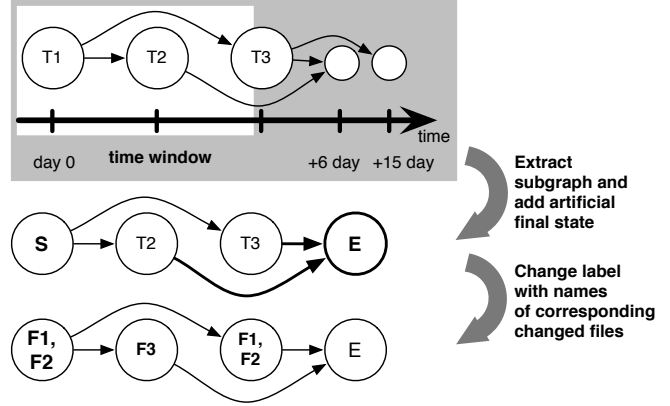 T1
T2
T3
time
day 0
time window
+6 day
+15 day
Extract
subgraph and
add artificial
final state
S
T2
T3
E
Change label
with names
of corresponding
changed files
F1,
F2
F3
F1,
F2
E